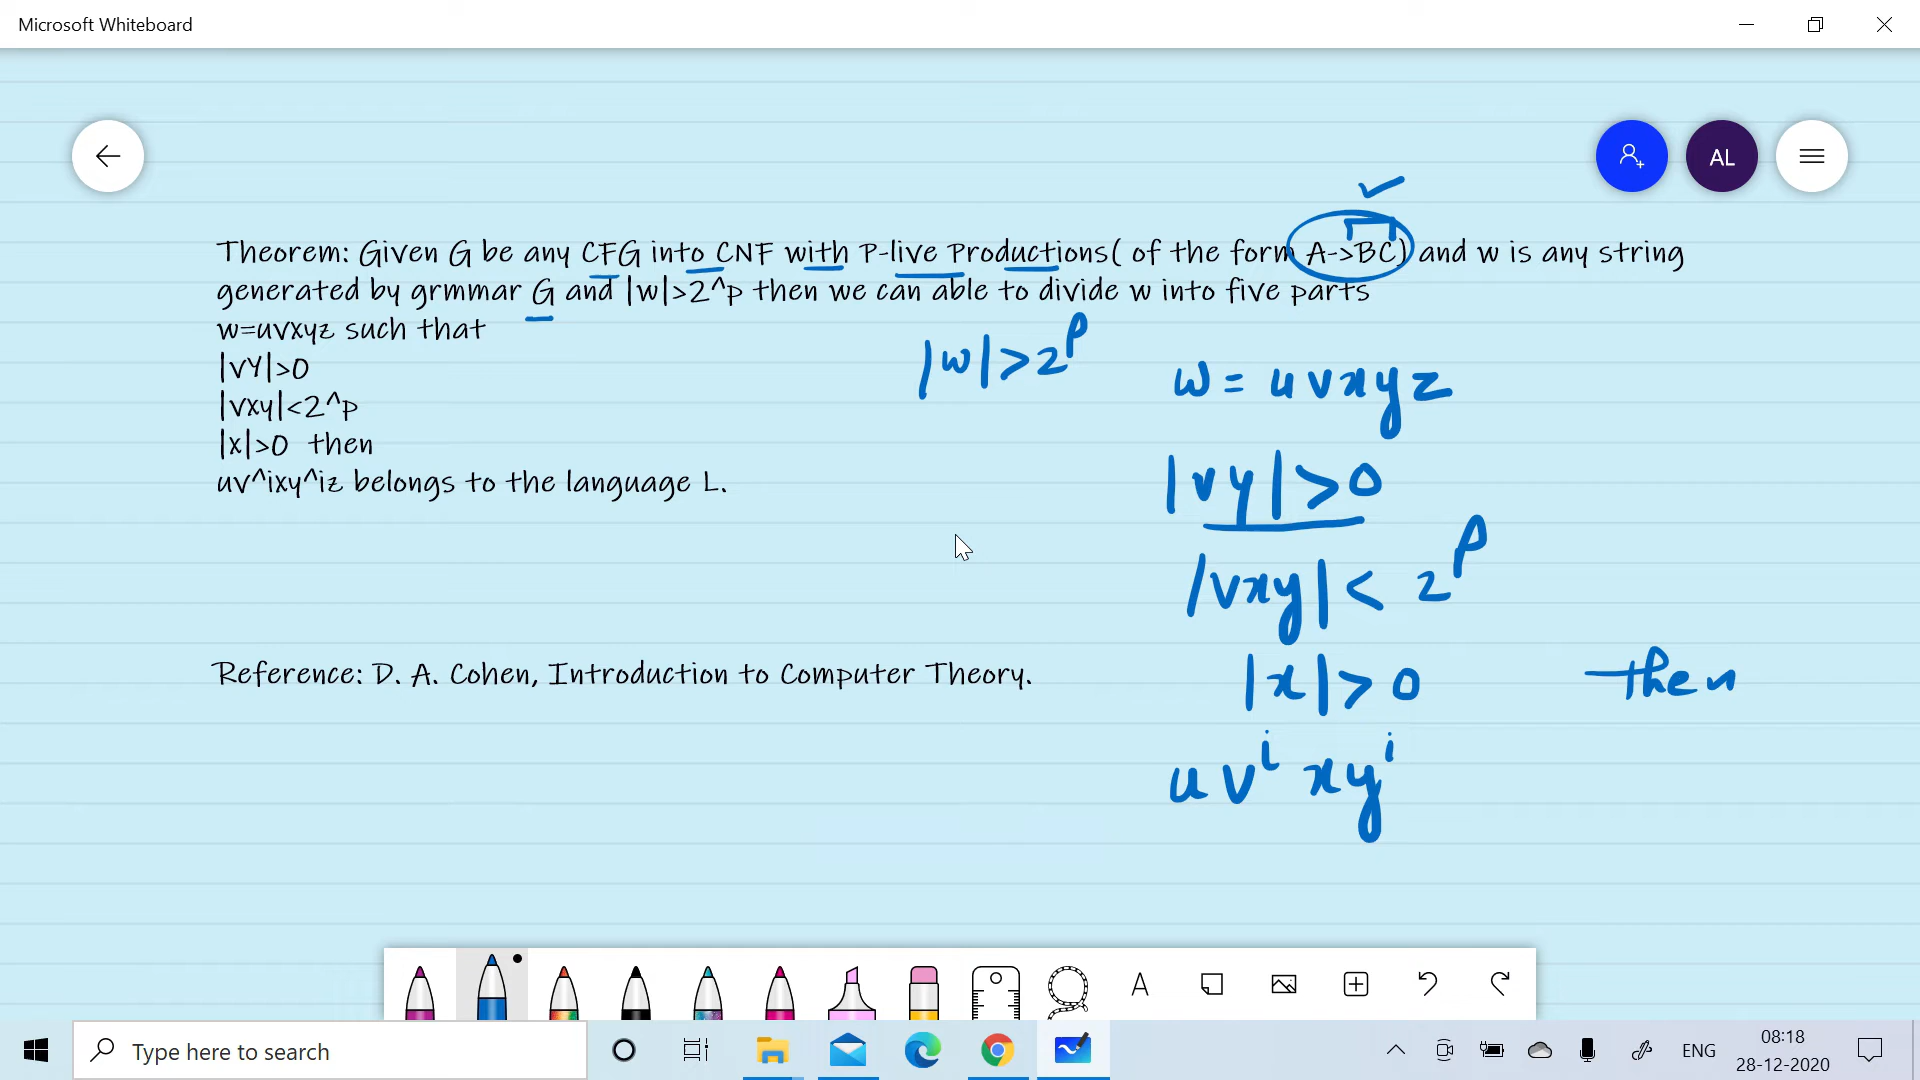 Microsoft Whiteboard
AL
Theorem: Given G be any CFG into CNF with P-live Productions( of the form A->BC) and w is any string
generated by grmmar G and |w|>2^p then we can able to divide w into five parts
w=uvxyz such that
|vY|>0
|vxy|<2^p
|x|>0 then
uv^ixy^iz belongs to the language L.
|w|>2^p
w = uvxyz
|vy|>0
|vxy| < 2^p
|x|>0 then
u v^i x y^i
Reference: D. A. Cohen, Introduction to Computer Theory.
A
Type here to search
ENG
08:18
28-12-2020